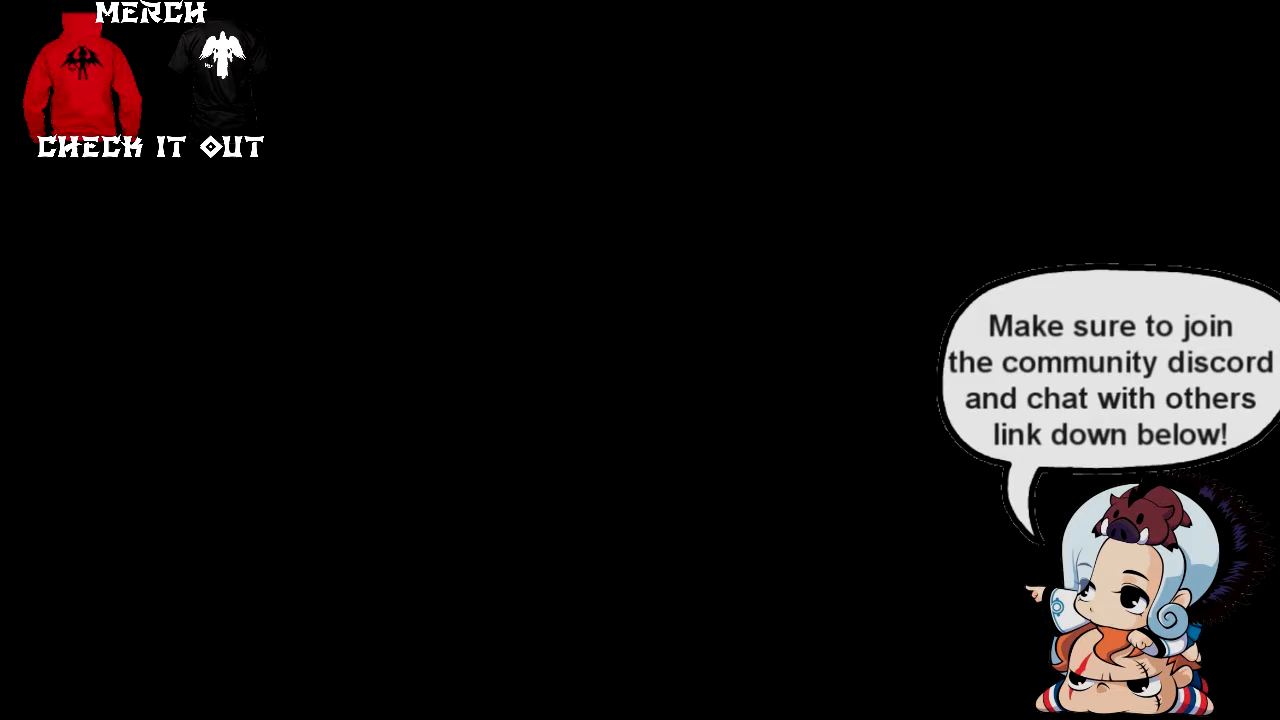 MERCH
CHECK IT OUT
Make sure to join
the community discord
and chat with others
link down below!